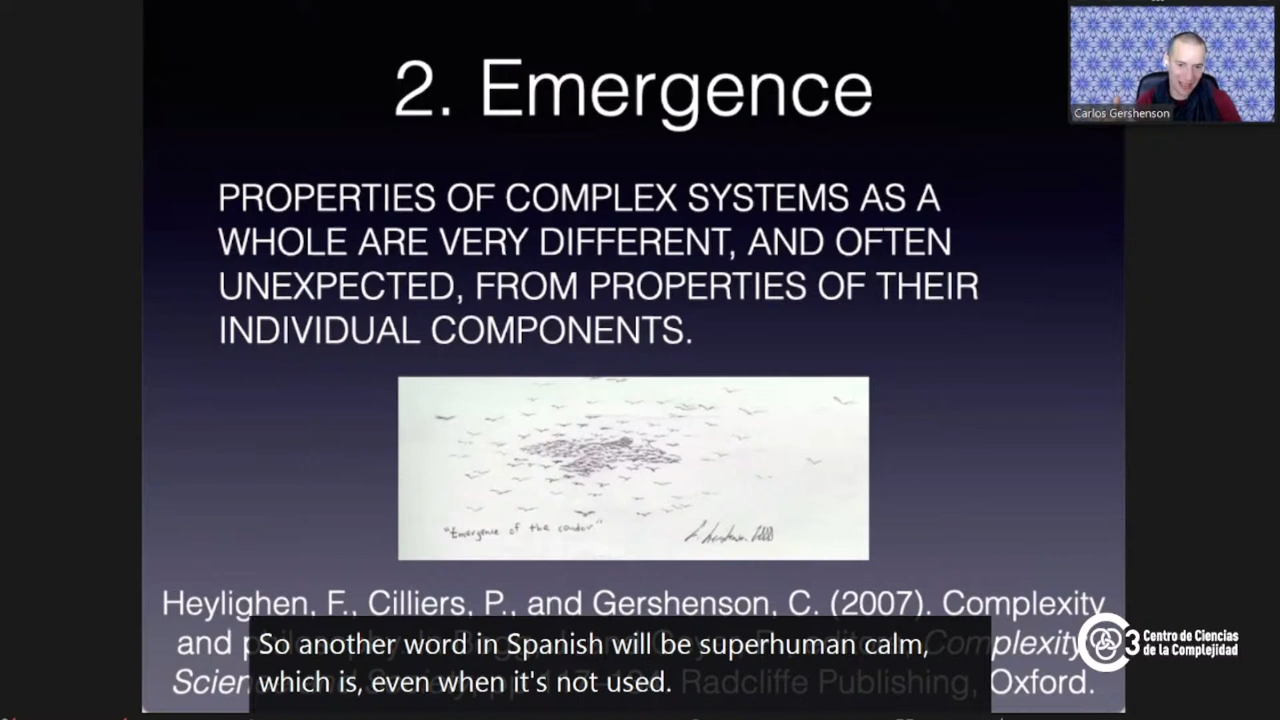 2. Emergence
Carlos Gershenson
PROPERTIES OF COMPLEX SYSTEMS AS A
WHOLE ARE VERY DIFFERENT, AND OFTEN
UNEXPECTED, FROM PROPERTIES OF THEIR
INDIVIDUAL COMPONENTS.
"Emergence of the condor"
Heylighen, F., Cilliers, P., and Gershenson, C. (2007). Complexity
and
Radcliffe Publishing, Oxford.
So another word in Spanish will be superhuman calm,
which is, even when it's not used.
C3 Centro de Ciencias
de la Complejidad